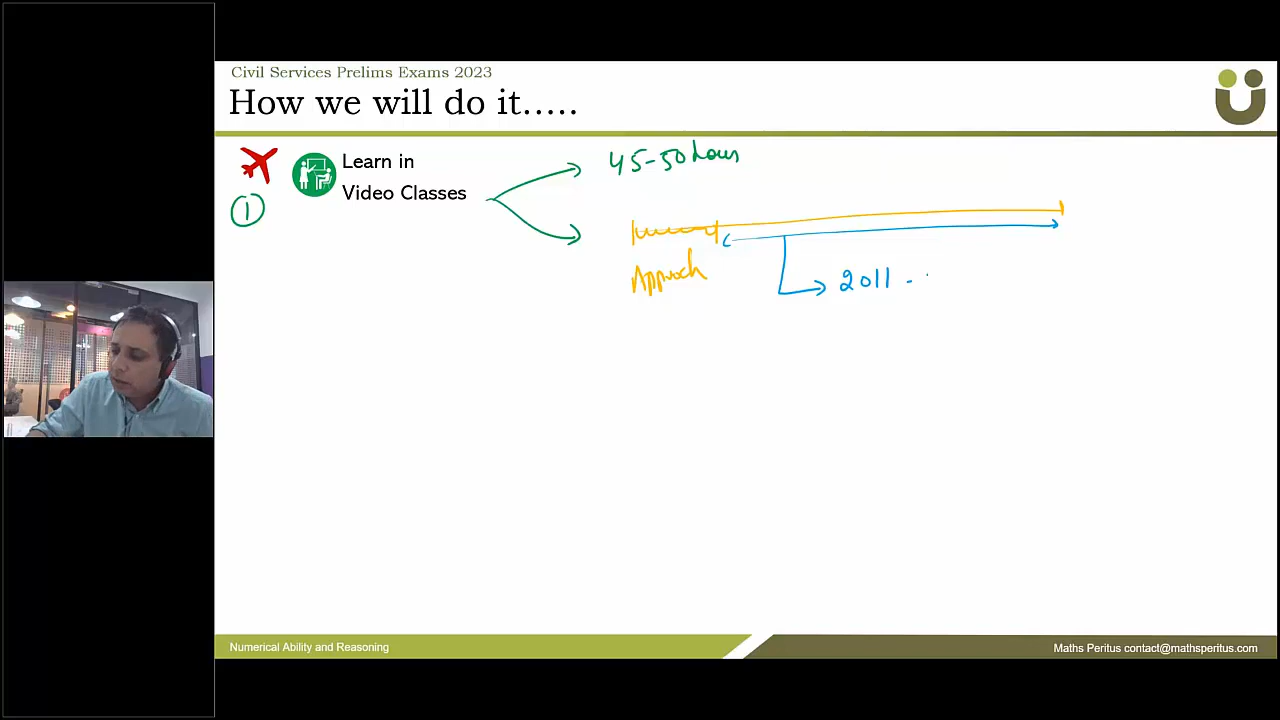 Civil Services Prelims Exams 2023
How we will do it.....
Learn in
Video Classes
①
45-50 hours
Approach
2011 -
Numerical Ability and Reasoning
Maths Peritus contact@mathsperitus.com